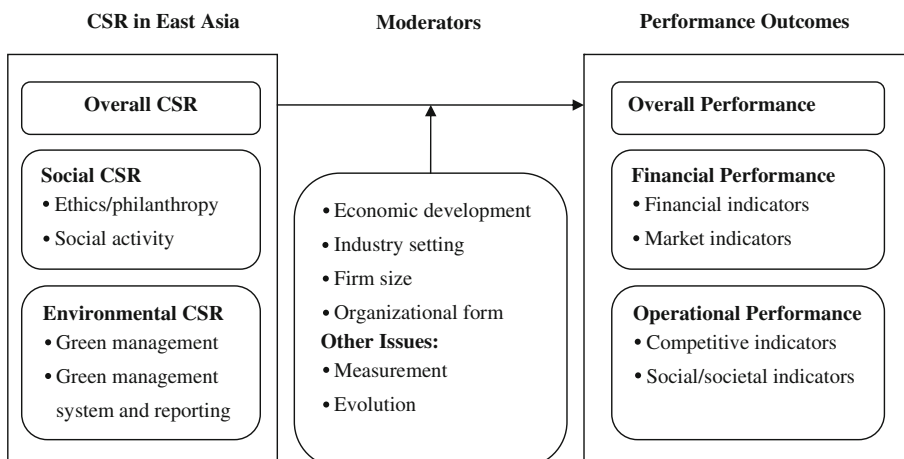 CSR in East Asia
Moderators
Performance Outcomes
Overall CSR
Social CSR
• Ethics/philanthropy
• Social activity
Environmental CSR
• Green management
• Green management
system and reporting
• Economic development
• Industry setting
• Firm size
• Organizational form
Other Issues:
• Measurement
• Evolution
Overall Performance
Financial Performance
• Financial indicators
• Market indicators
Operational Performance
• Competitive indicators
• Social/societal indicators